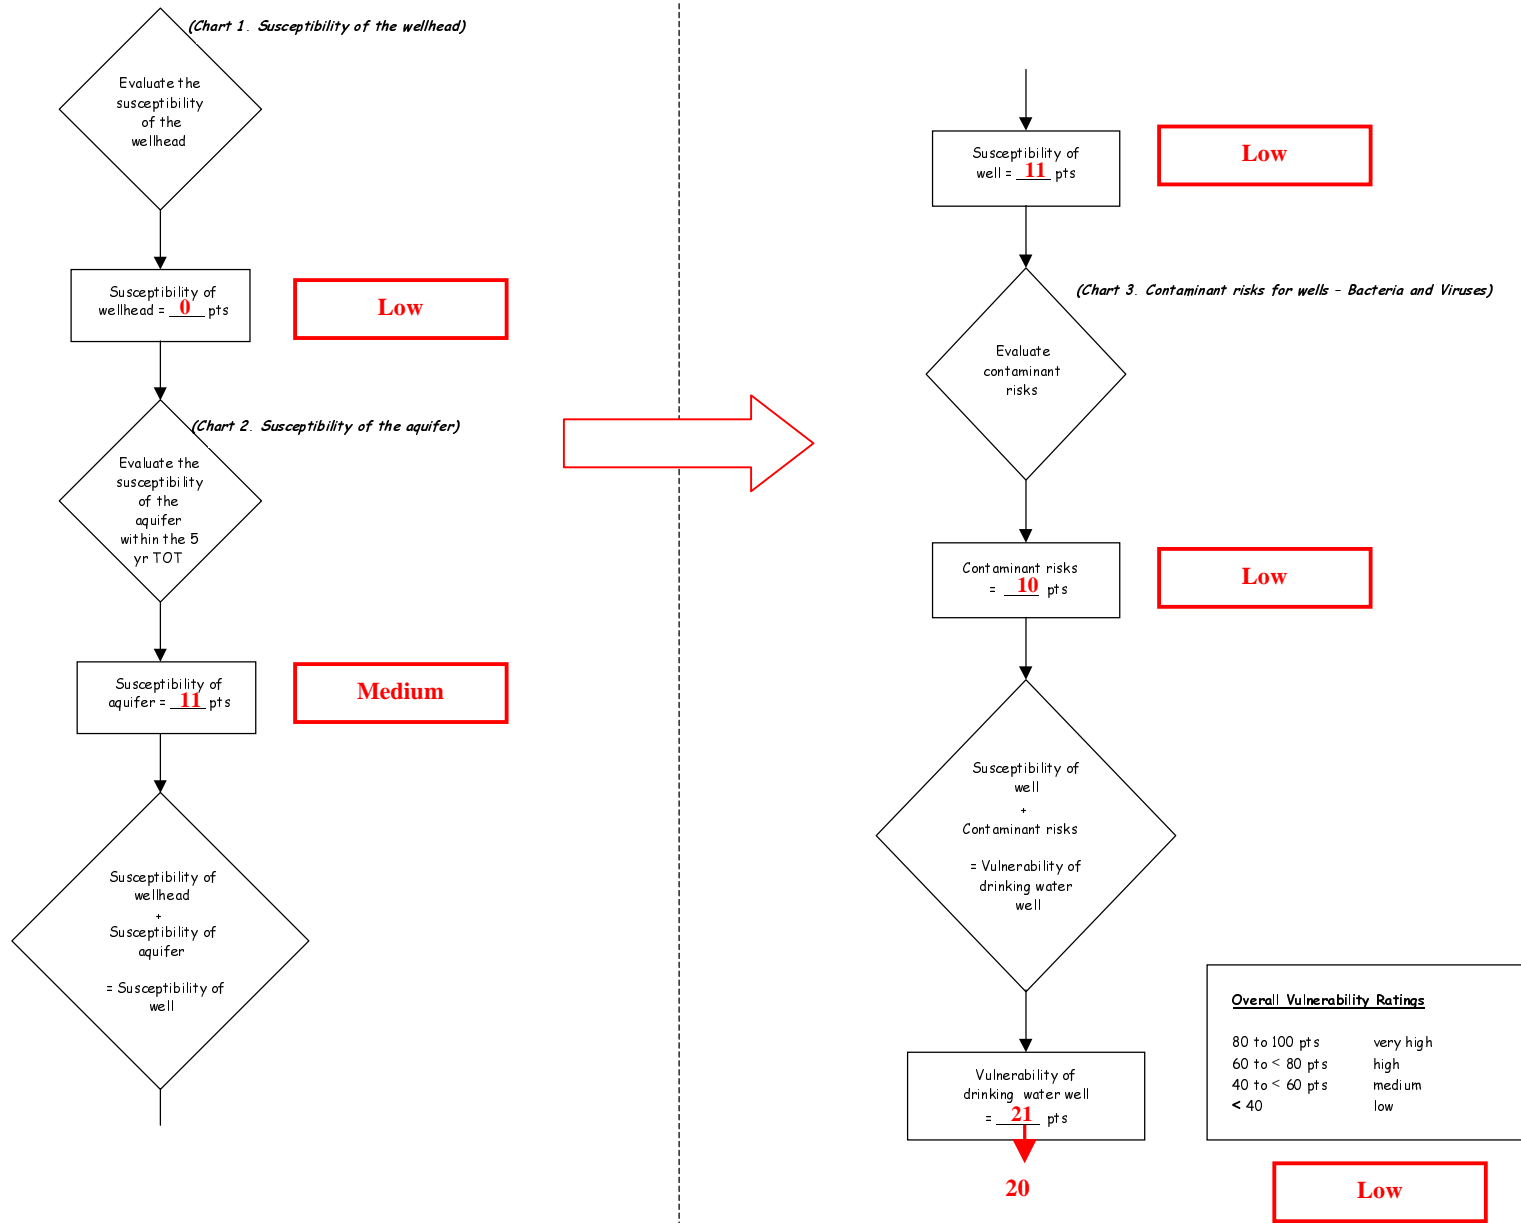 (Chart 1. Susceptibility of the wellhead)
Evaluate the
susceptibility
of the
wellhead
Susceptibility of
wellhead = 0 pts
Low
(Chart 2. Susceptibility of the aquifer)
Evaluate the
susceptibility
of the
aquifer
within the 5
yr TOT
Susceptibility of
aquifer = 11 pts
Medium
Susceptibility of
wellhead
+
Susceptibility of
aquifer
= Susceptibility of
well
Susceptibility of
well = 11 pts
Low
(Chart 3. Contaminant risks for wells - Bacteria and Viruses)
Evaluate
contaminant
risks
Contaminant risks
= 10 pts
Low
Susceptibility of
well
+
Contaminant risks
= Vulnerability of
drinking water
well
Vulnerability of
drinking water well
= 21 pts
20
Overall Vulnerability Ratings
80 to 100 pts very high
60 to < 80 pts high
40 to < 60 pts medium
< 40 low
Low